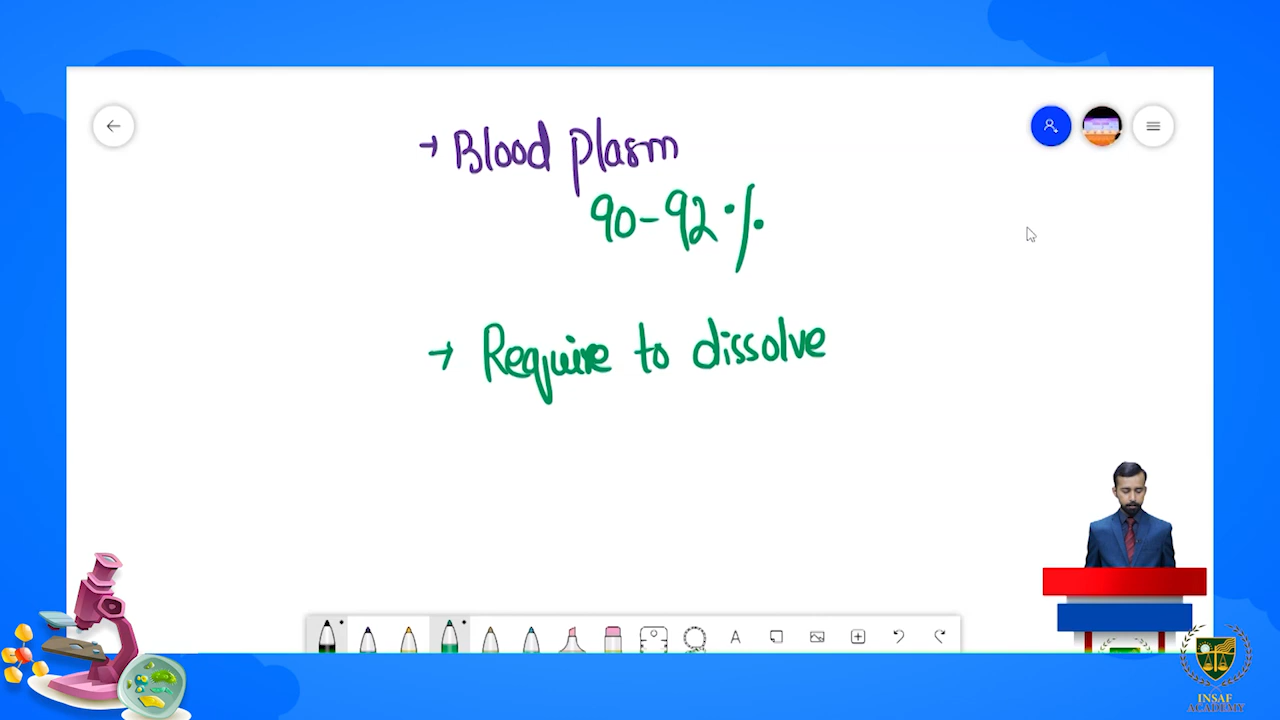 → Blood plasm
90-92%
→ Require to dissolve
A
INSAF
ACADEMY